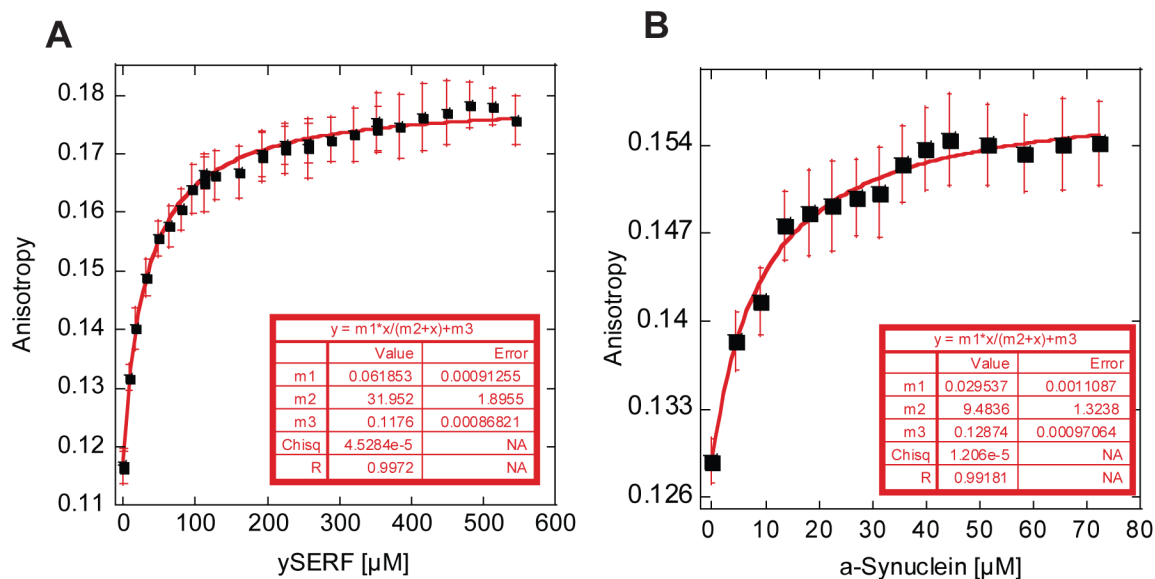 A
Anisotropy
0.18
0.17
0.16
0.15
0.14
0.13
0.12
0.11
0 100 200 300 400 500 600
ySERF [µM]
y = m1*x/(m2+x)+m3
Value Error
m1 0.061853 0.00091255
m2 31.952 1.8955
m3 0.1176 0.00086821
Chisq 4.5284e-5 NA
R 0.9972 NA
B
Anisotropy
0.154
0.147
0.14
0.133
0.126
0 10 20 30 40 50 60 70 80
a-Synuclein [µM]
y = m1*x/(m2+x)+m3
Value Error
m1 0.029537 0.0011087
m2 9.4836 1.3238
m3 0.12874 0.00097064
Chisq 1.206e-5 NA
R 0.99181 NA